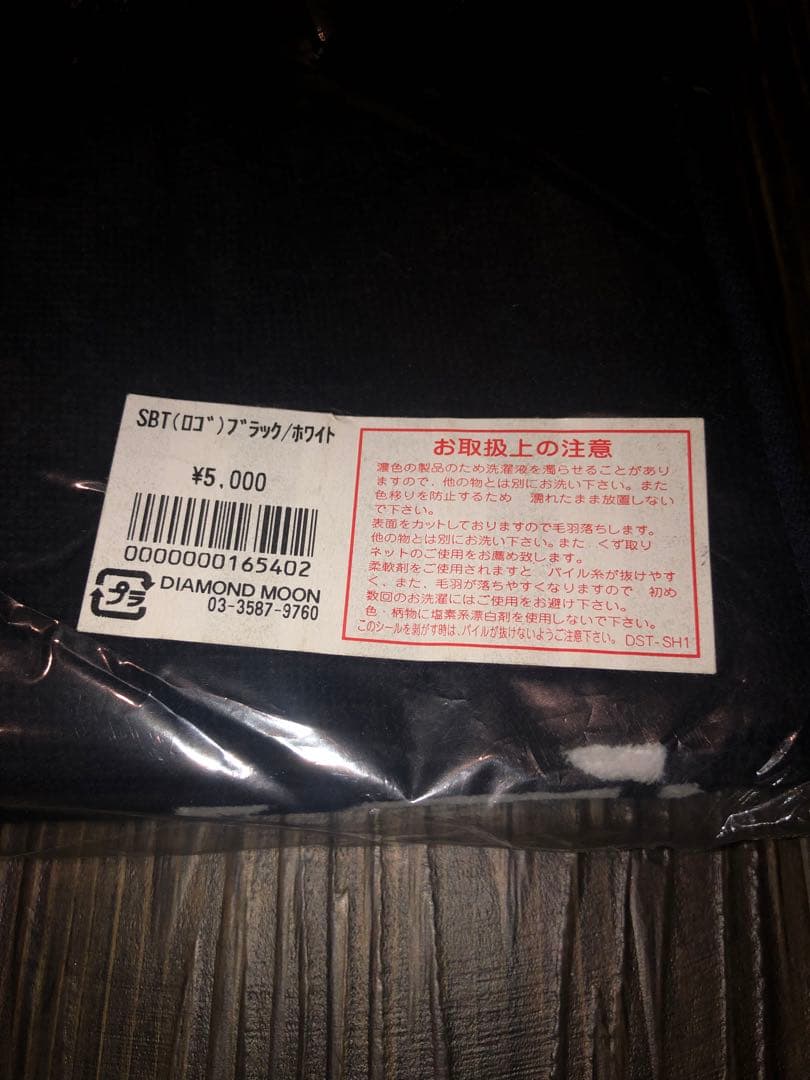 SBT(ﾛｺﾞ)ﾌﾞﾗｯｸ/ﾎﾜｲﾄ
¥5,000
0000000165402
プラ
DIAMOND MOON
03-3587-9760
お取扱上の注意
濃色の製品のため洗濯液を濁らせることがあり
ますので、他の物とは別にお洗い下さい。また
色移りを防止するため 濡れたまま放置しない
で下さい。
表面をカットしておりますので毛羽落ちします。
他の物とは別にお洗い下さい。また くず取り
ネットのご使用をお薦め致します。
柔軟剤をご使用されますと パイル糸が抜けやす
く、また、毛羽が落ちやすくなりますので 初め
数回のお洗濯にはご使用をお避け下さい。
色・柄物に塩素系漂白剤を使用しないで下さい。
このシールを剥がす時は、パイルが抜けないようご注意下さい。 DST-SH1